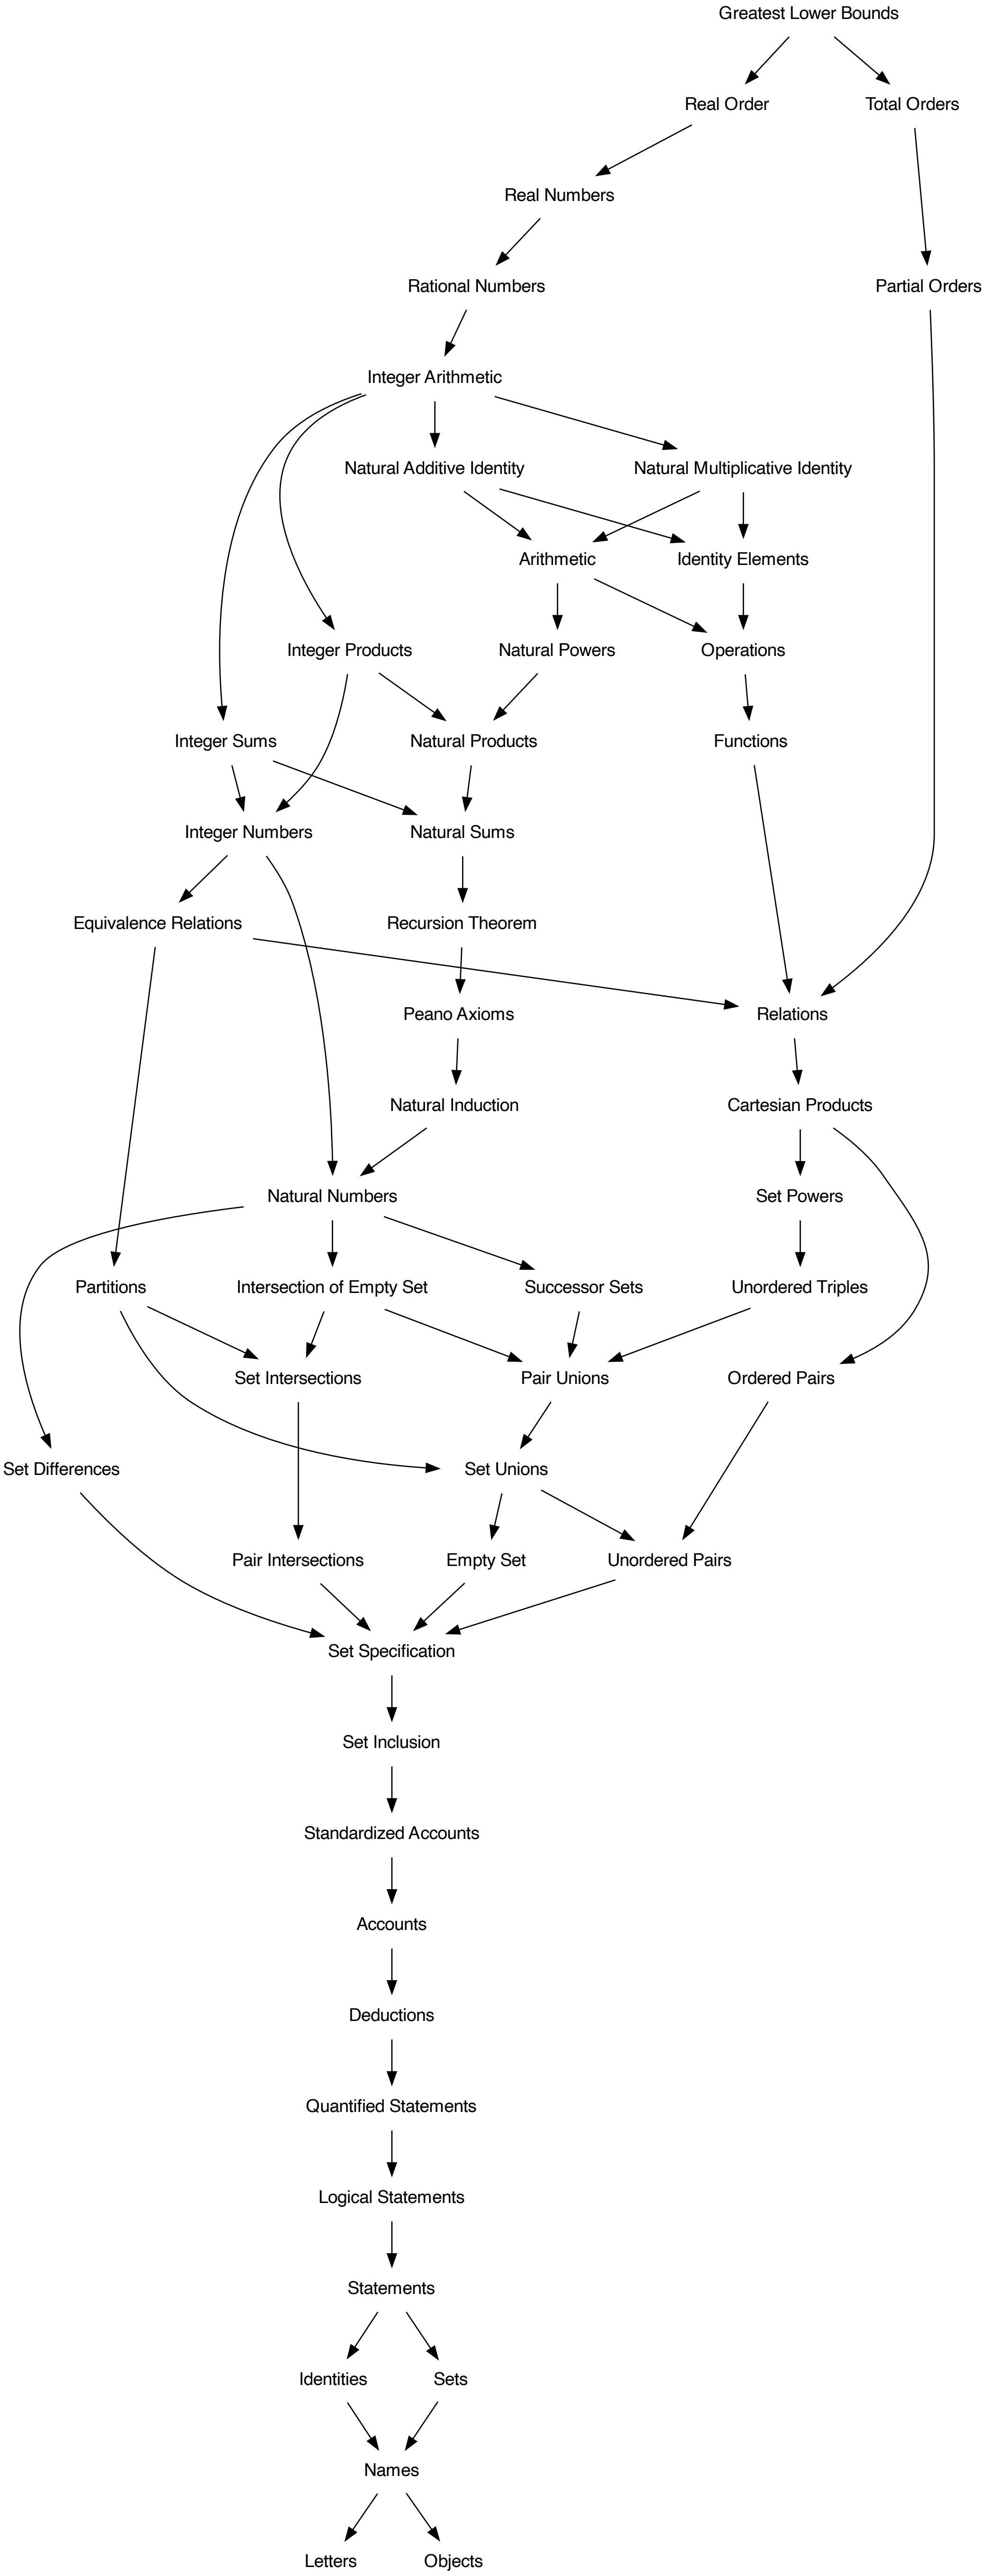 Greatest Lower Bounds
Real Order
Total Orders
Real Numbers
Rational Numbers
Partial Orders
Integer Arithmetic
Natural Additive Identity
Natural Multiplicative Identity
Arithmetic
Identity Elements
Integer Products
Natural Powers
Operations
Integer Sums
Natural Products
Functions
Integer Numbers
Natural Sums
Equivalence Relations
Recursion Theorem
Peano Axioms
Relations
Natural Induction
Cartesian Products
Natural Numbers
Set Powers
Partitions
Intersection of Empty Set
Successor Sets
Unordered Triples
Set Intersections
Pair Unions
Ordered Pairs
Set Differences
Set Unions
Pair Intersections
Empty Set
Unordered Pairs
Set Specification
Set Inclusion
Standardized Accounts
Accounts
Deductions
Quantified Statements
Logical Statements
Statements
Identities
Sets
Names
Letters
Objects